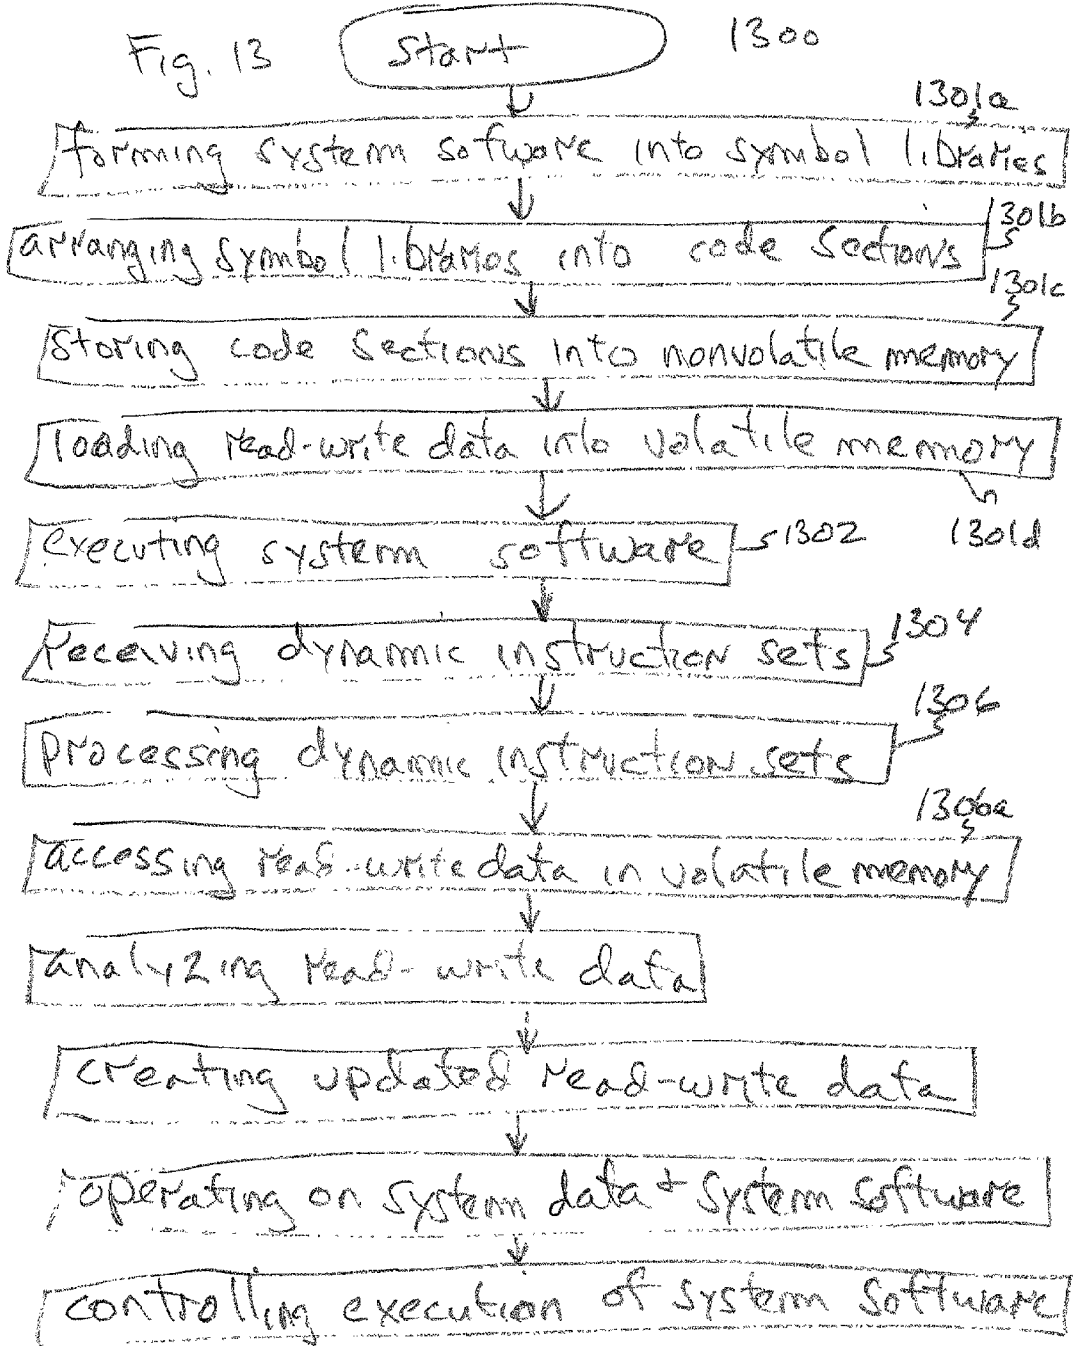 Fig. 13 Start 1300
1301a
forming system sofware into symbol libraries
1301b
arranging symbol libraries into code sections
1301c
storing code sections into nonvolatile memory
loading read-write data into volatile memory
executing system software 1302 1301d
receiving dynamic instruction sets 1304
processing dynamic instruction sets 1306
1306a
accessing read-write data in volatile memory
analyzing read-write data
creating updated read-write data
operating on system data + system software
controlling execution of system software